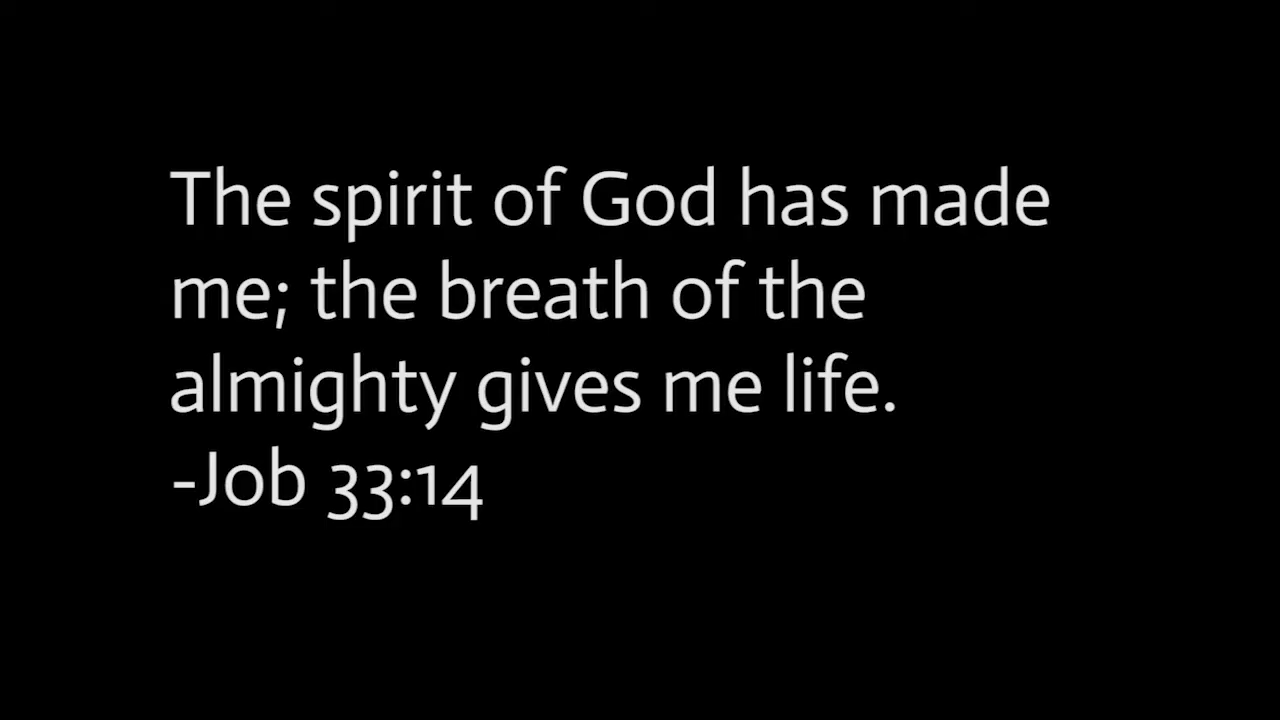 The spirit of God has made
me; the breath of the
almighty gives me life.
-Job 33:14